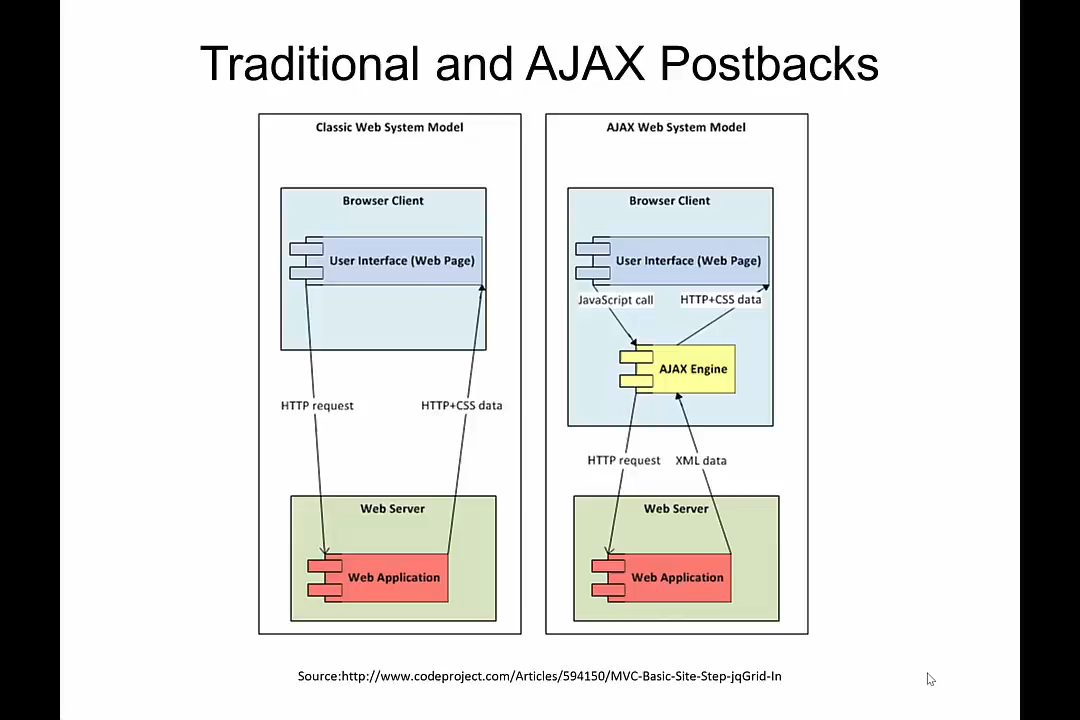 Traditional and AJAX Postbacks
Classic Web System Model
Browser Client
User Interface (Web Page)
HTTP request
HTTP+CSS data
Web Server
Web Application
AJAX Web System Model
Browser Client
User Interface (Web Page)
JavaScript call
HTTP+CSS data
AJAX Engine
HTTP request
XML data
Web Server
Web Application
Source:http://www.codeproject.com/Articles/594150/MVC-Basic-Site-Step-jqGrid-In